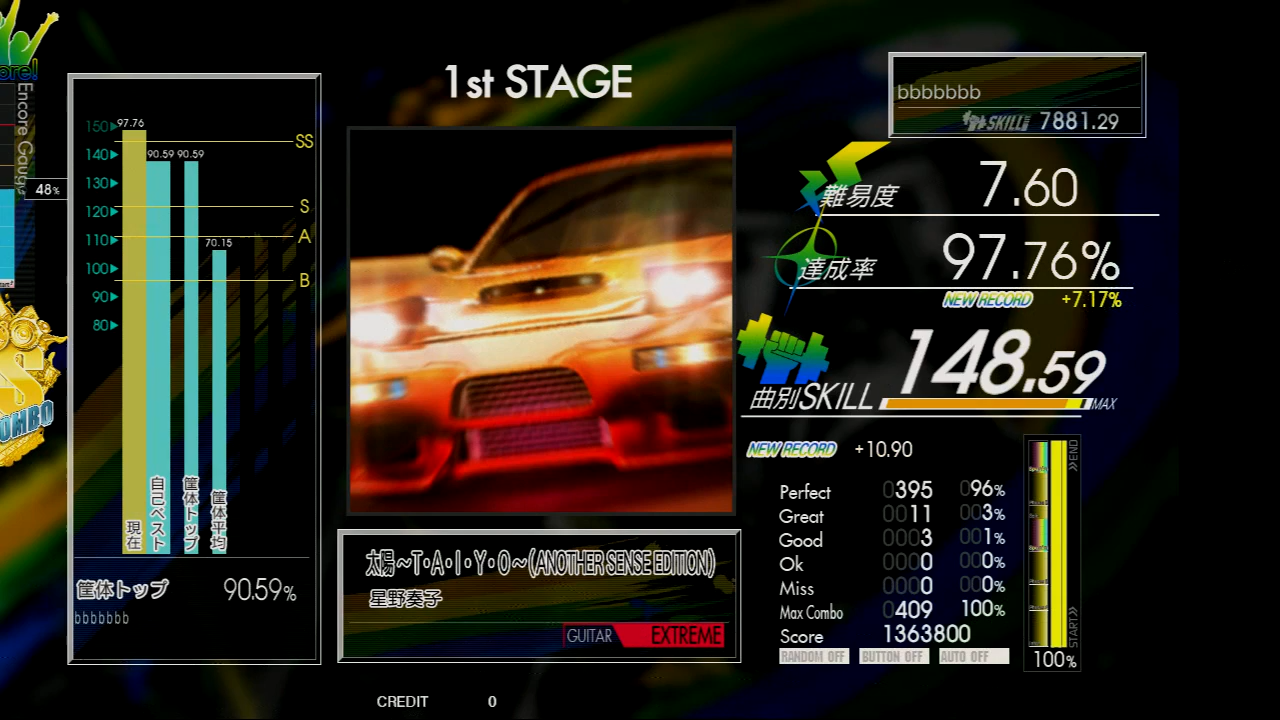 1st STAGE
bbbbbbb
SKILL 7881.29
ore!
Encore Gauge
48%
150
140
130
120
110
100
90
80
97.76
90.59
90.59
70.15
SS
S
A
B
現在
自己ベスト
筐体トップ
筐体平均
筐体トップ 90.59%
bbbbbbb
S
OMBO
太陽~T・A・I・Y・O~(ANOTHER SENSE EDITION)
星野奏子
GUITAR EXTREME
難易度 7.60
達成率 97.76%
NEW RECORD +7.17%
曲別SKILL 148.59
MAX
NEW RECORD +10.90
Perfect 0395 096%
Great 0011 003%
Good 0003 001%
Ok 0000 000%
Miss 0000 000%
Max Combo 0409 100%
Score 1363800
RANDOM OFF BUTTON OFF AUTO OFF
END
START
100%
CREDIT 0